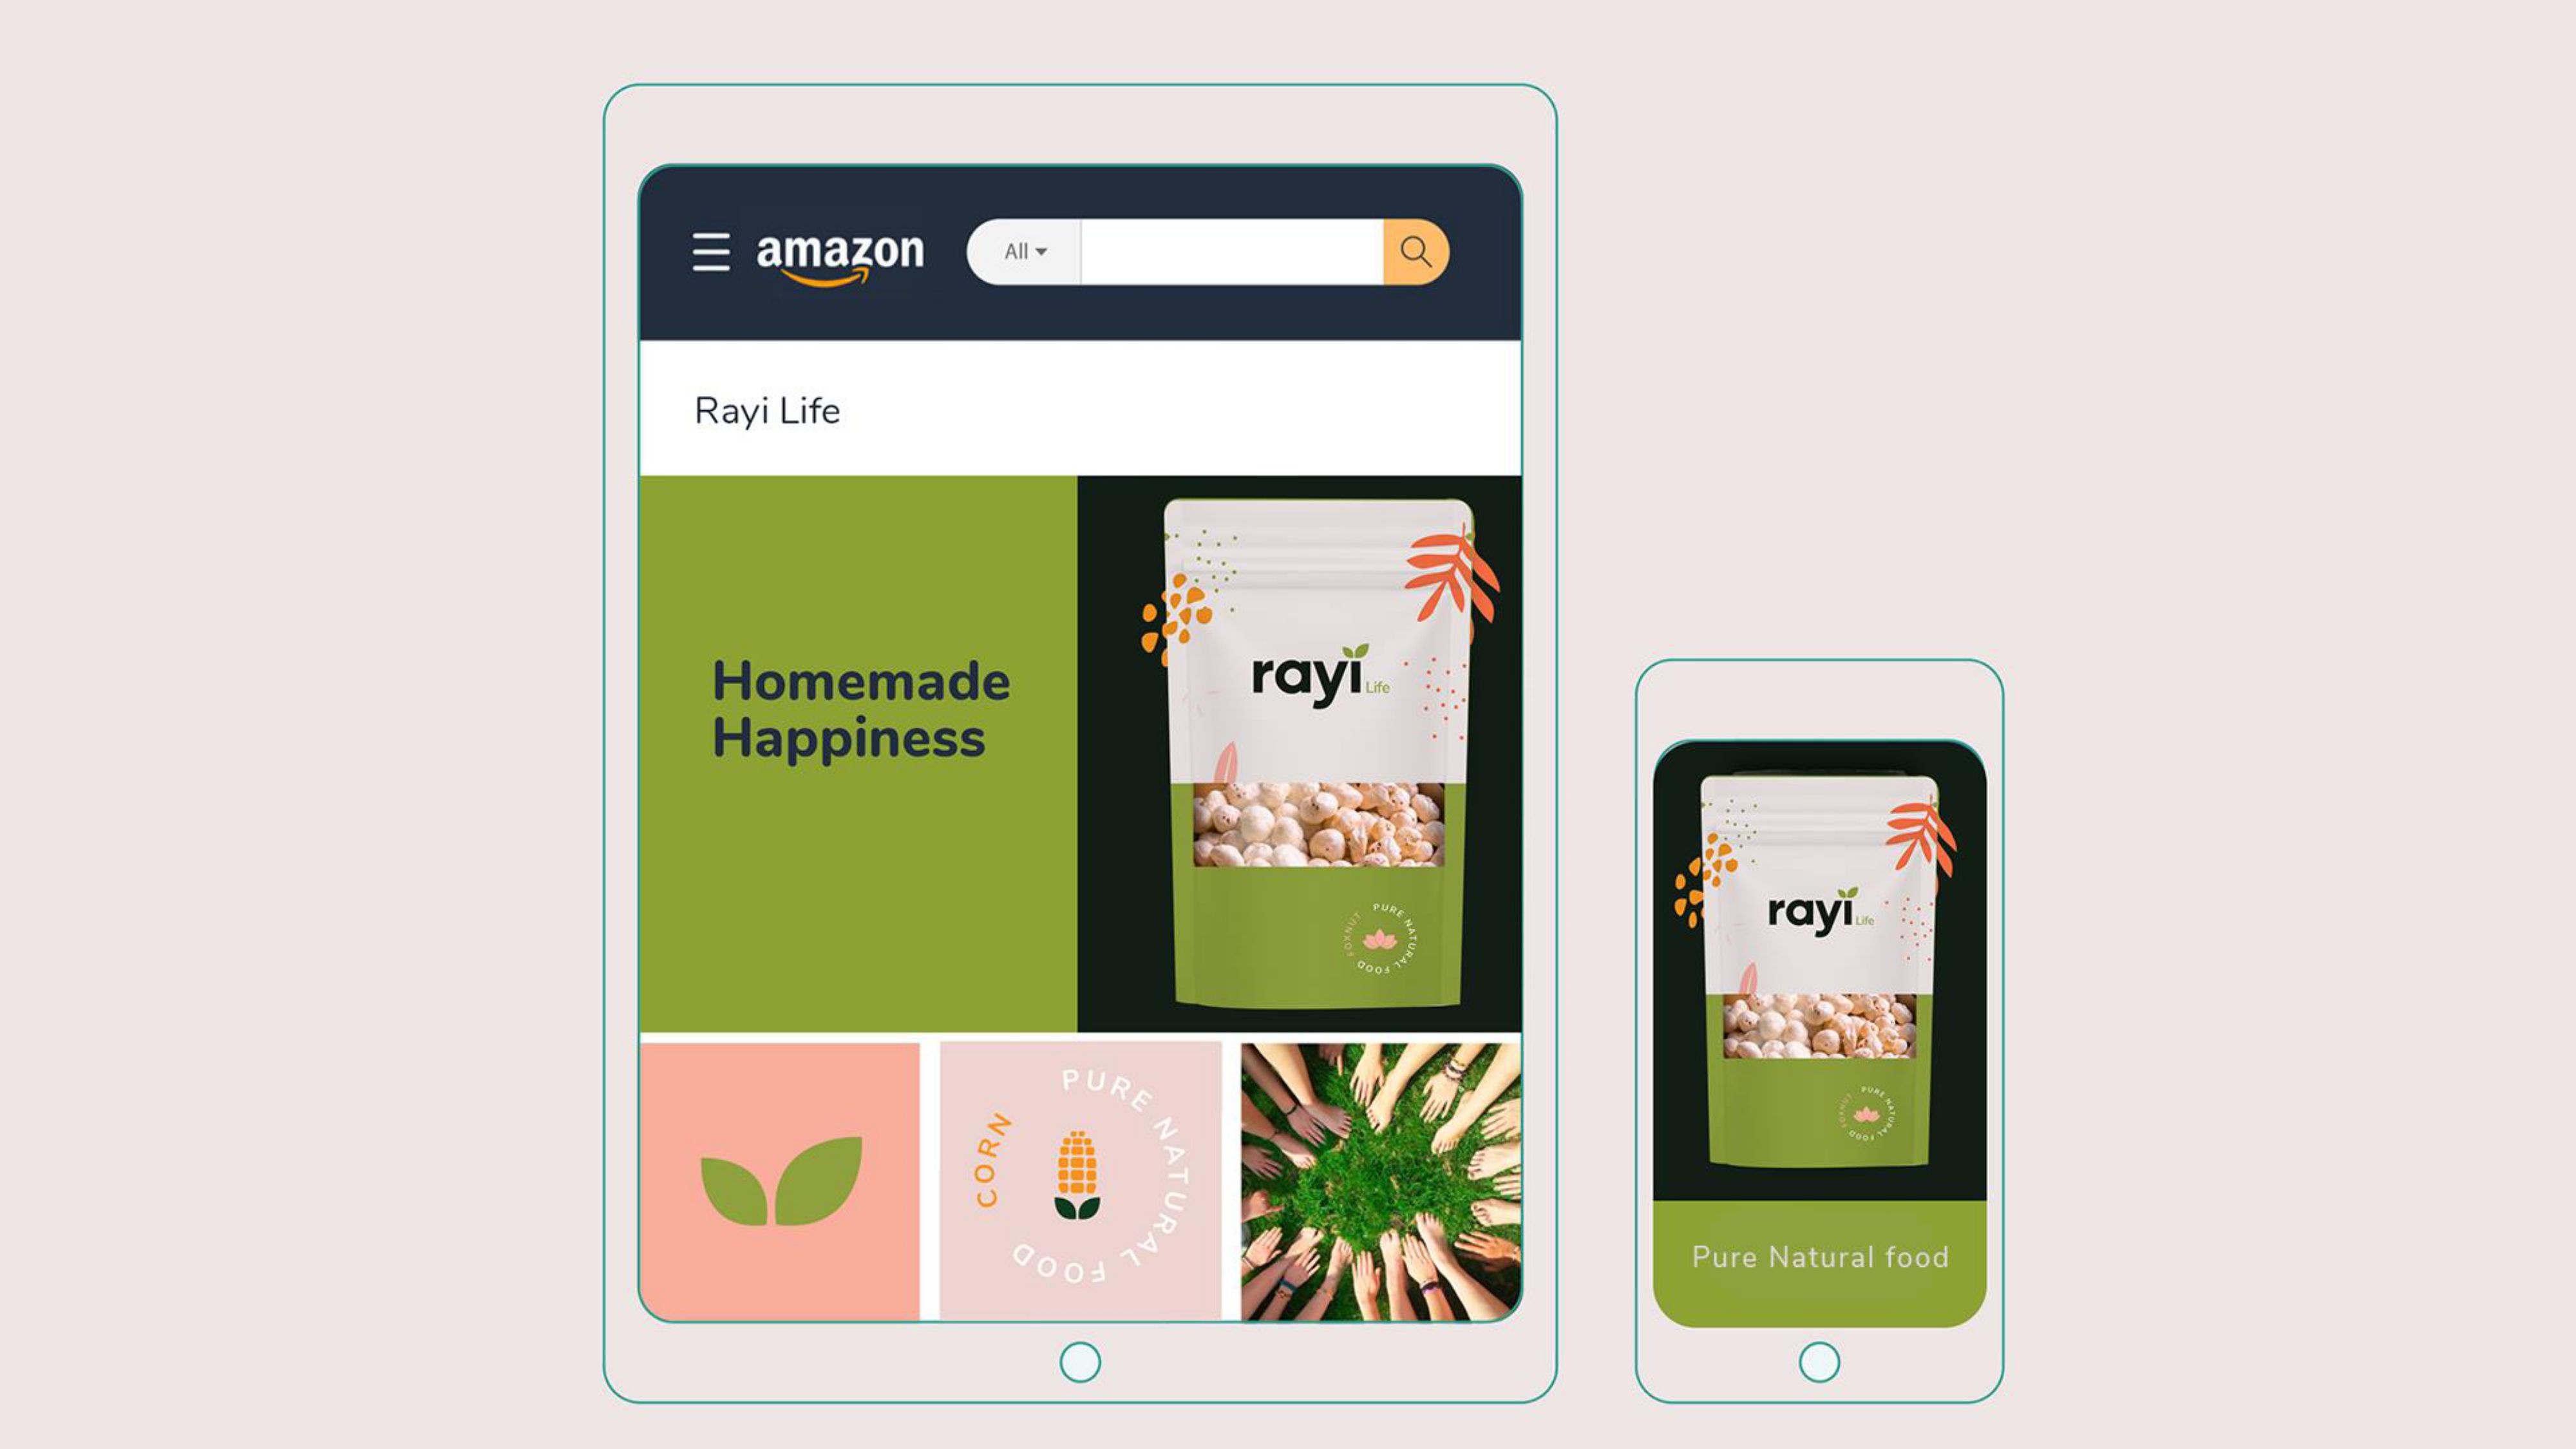 amazon
All
Rayi Life
Homemade
Happiness
rayi Life
FOXNUT PURE NATURAL FOOD
CORN PURE NATURAL FOOD
rayi Life
FOXNUT PURE NATURAL FOOD
Pure Natural food